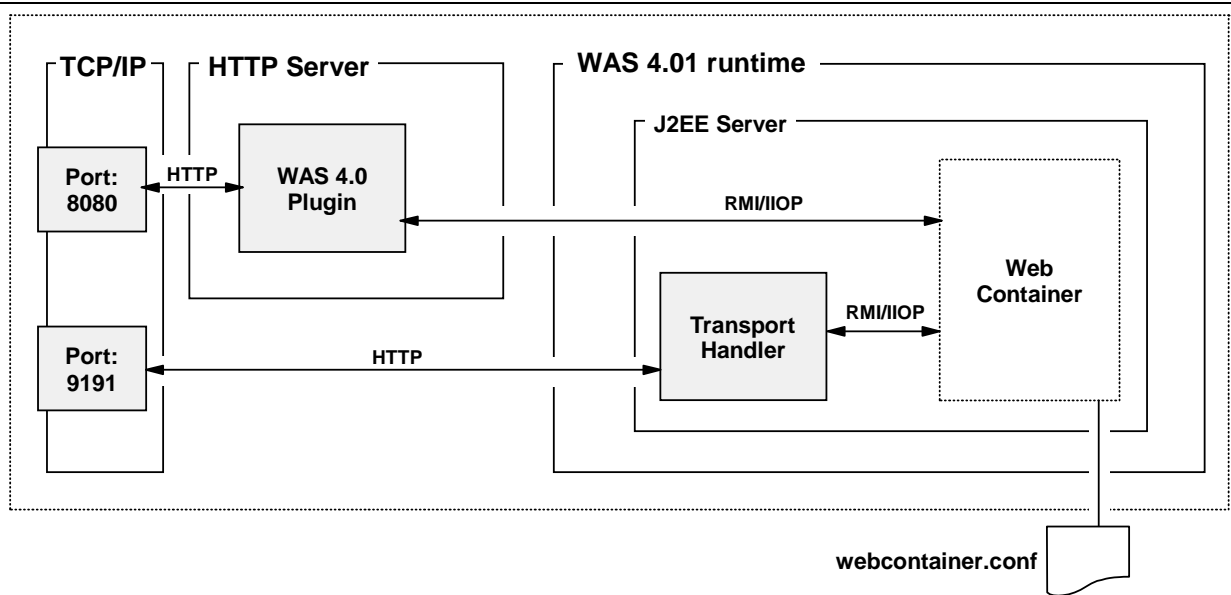 TCP/IP
HTTP Server
WAS 4.01 runtime
J2EE Server
Port:
8080
HTTP
WAS 4.0
Plugin
RMI/IIOP
Web
Container
Transport
Handler
RMI/IIOP
Port:
9191
HTTP
webcontainer.conf